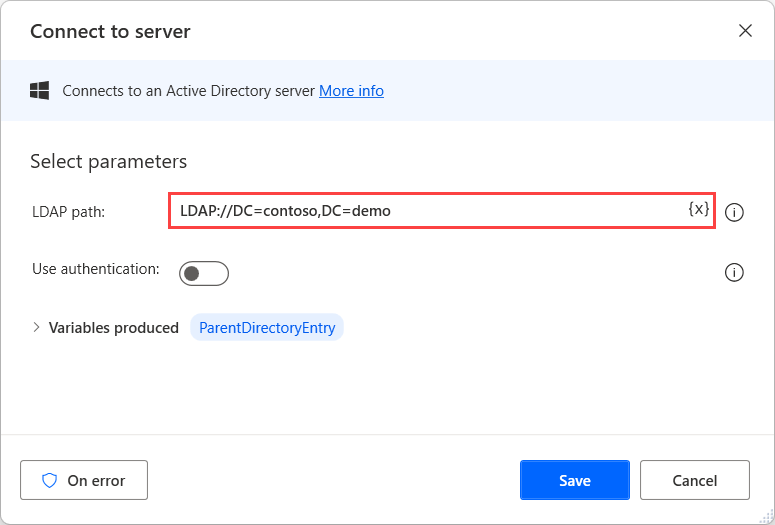 Connect to server
Connects to an Active Directory server More info
Select parameters
LDAP path: LDAP://DC=contoso,DC=demo {x}
Use authentication:
Variables produced ParentDirectoryEntry
On error Save Cancel